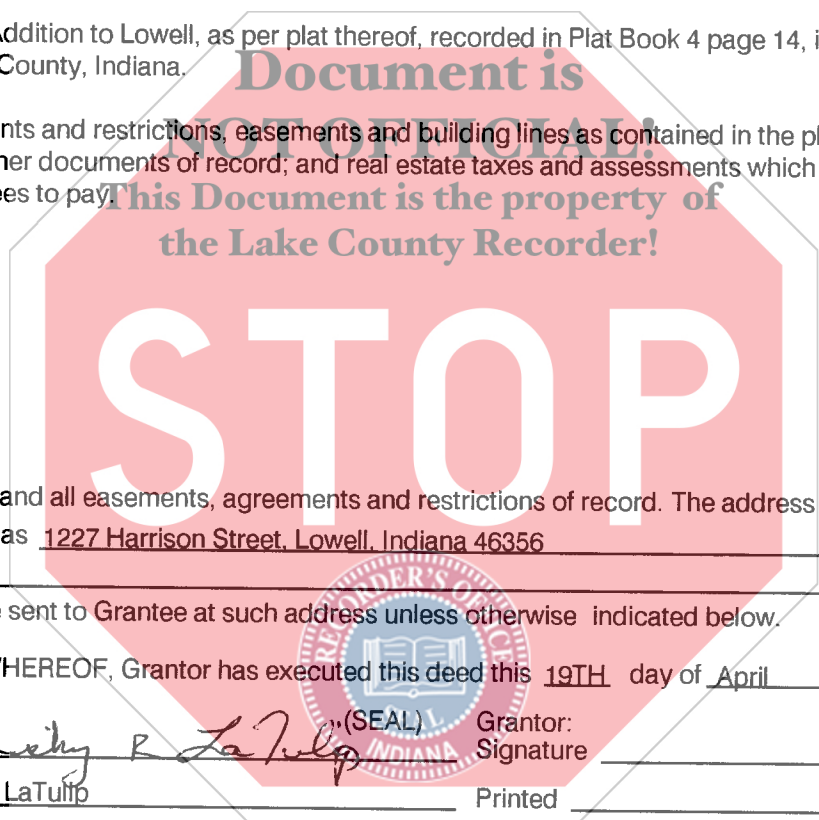 Addition to Lowell, as per plat thereof, recorded in Plat Book 4 page 14, i
County, Indiana.
Document is
nts and restrictions, easements and building lines as contained in the pl
NOT OFFICIAL!
her documents of record; and real estate taxes and assessments which
es to pay.
This Document is the property of
the Lake County Recorder!
STOP
and all easements, agreements and restrictions of record. The address
as 1227 Harrison Street, Lowell, Indiana 46356
RECORDER'S OFFICE
sent to Grantee at such address unless otherwise indicated below.
HEREOF, Grantor has executed this deed this 19TH day of April
SEAL
R LaTulip (SEAL) Grantor:
INDIANA
Signature
LaTulip
Printed